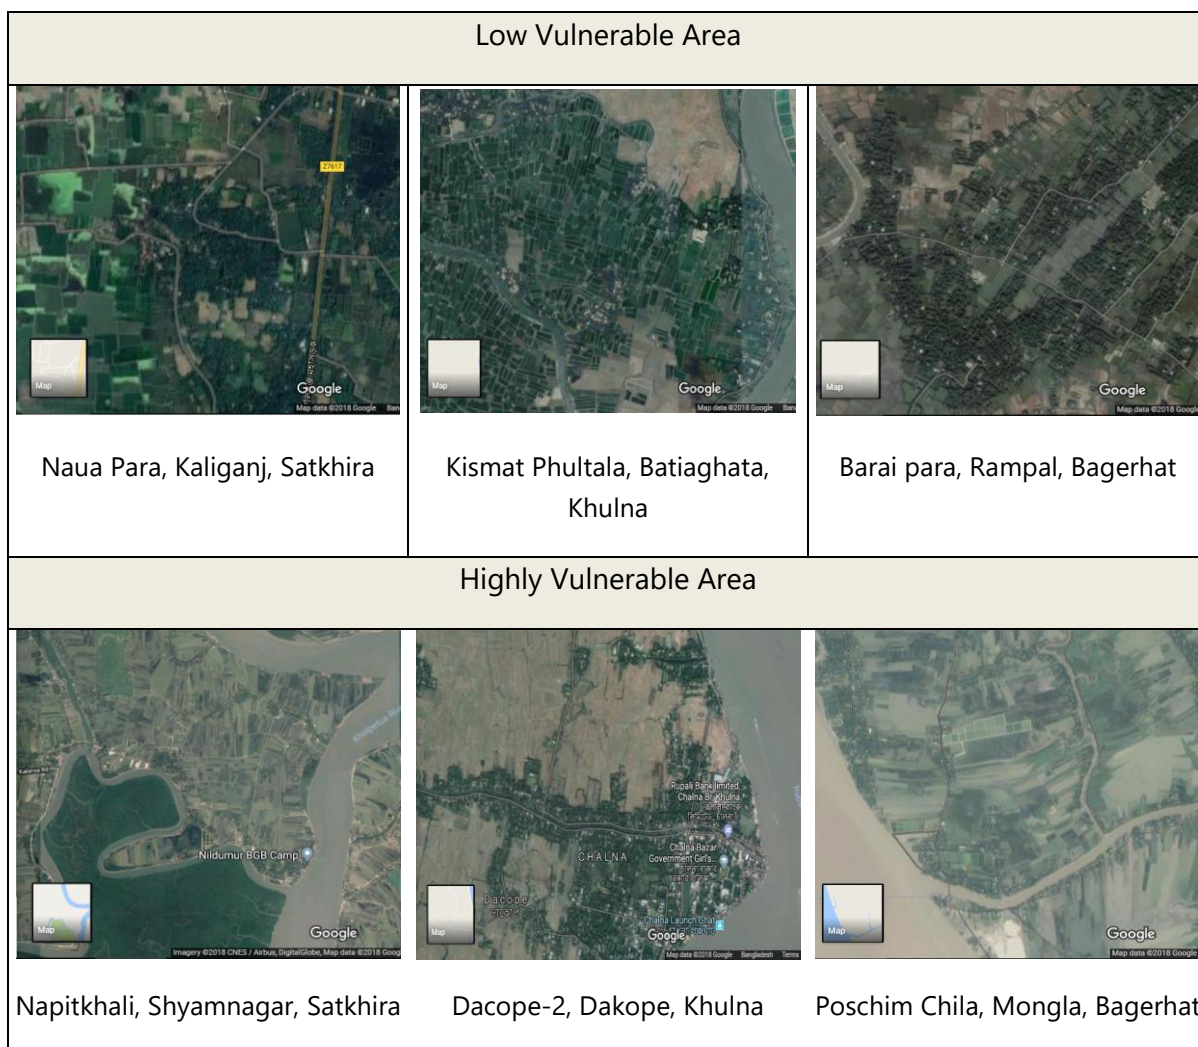 Low Vulnerable Area
Z7617
Map
Google
Map data ©2018 Google Ban
Map
Google
Map data ©2018 Google Ban
Map
Google
Map data ©2018 Google
Naua Para, Kaliganj, Satkhira
Kismat Phultala, Batiaghata,
Khulna
Barai para, Rampal, Bagerhat
Highly Vulnerable Area
Nildumur BGB Camp
Map
Google
Imagery ©2018 CNES / Airbus, DigitalGlobe, Map data ©2018 Goog
Rupali Bank limited,
Chalna Br, Khulna
Chalna Bazar
Government Girl's...
CHALNA
Dacope
Chalna Launch Ghat
Map
Google
Map data ©2018 Google Bangladesh Terms
Map
Google
Map data ©2018 Google
Napitkhali, Shyamnagar, Satkhira
Dacope-2, Dakope, Khulna
Poschim Chila, Mongla, Bagerhat